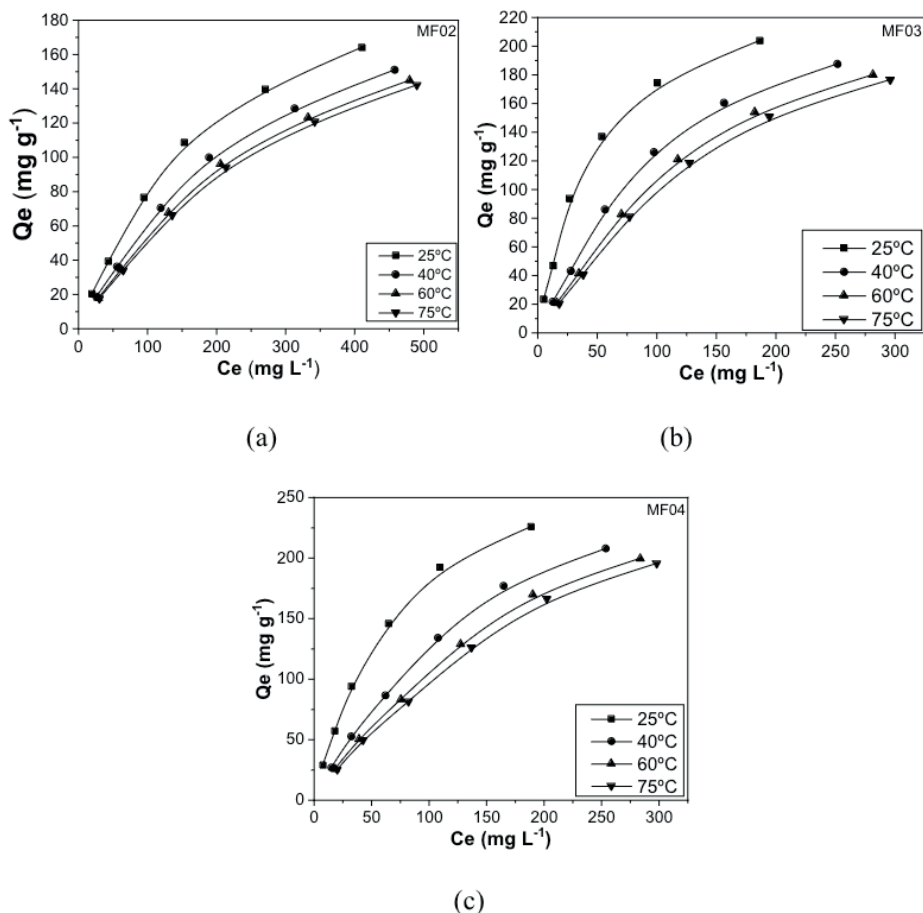 MF02
Qe (mg g⁻¹)
180
160
140
120
100
80
60
40
20
0
25ºC
40ºC
60ºC
75ºC
0 100 200 300 400 500
Ce (mg L⁻¹)
(a)
MF03
Qe (mg g⁻¹)
220
200
180
160
140
120
100
80
60
40
20
0
25ºC
40ºC
60ºC
75ºC
0 50 100 150 200 250 300
Ce (mg L⁻¹)
(b)
MF04
Qe (mg g⁻¹)
250
200
150
100
50
0
25ºC
40ºC
60ºC
75ºC
0 50 100 150 200 250 300
Ce (mg L⁻¹)
(c)